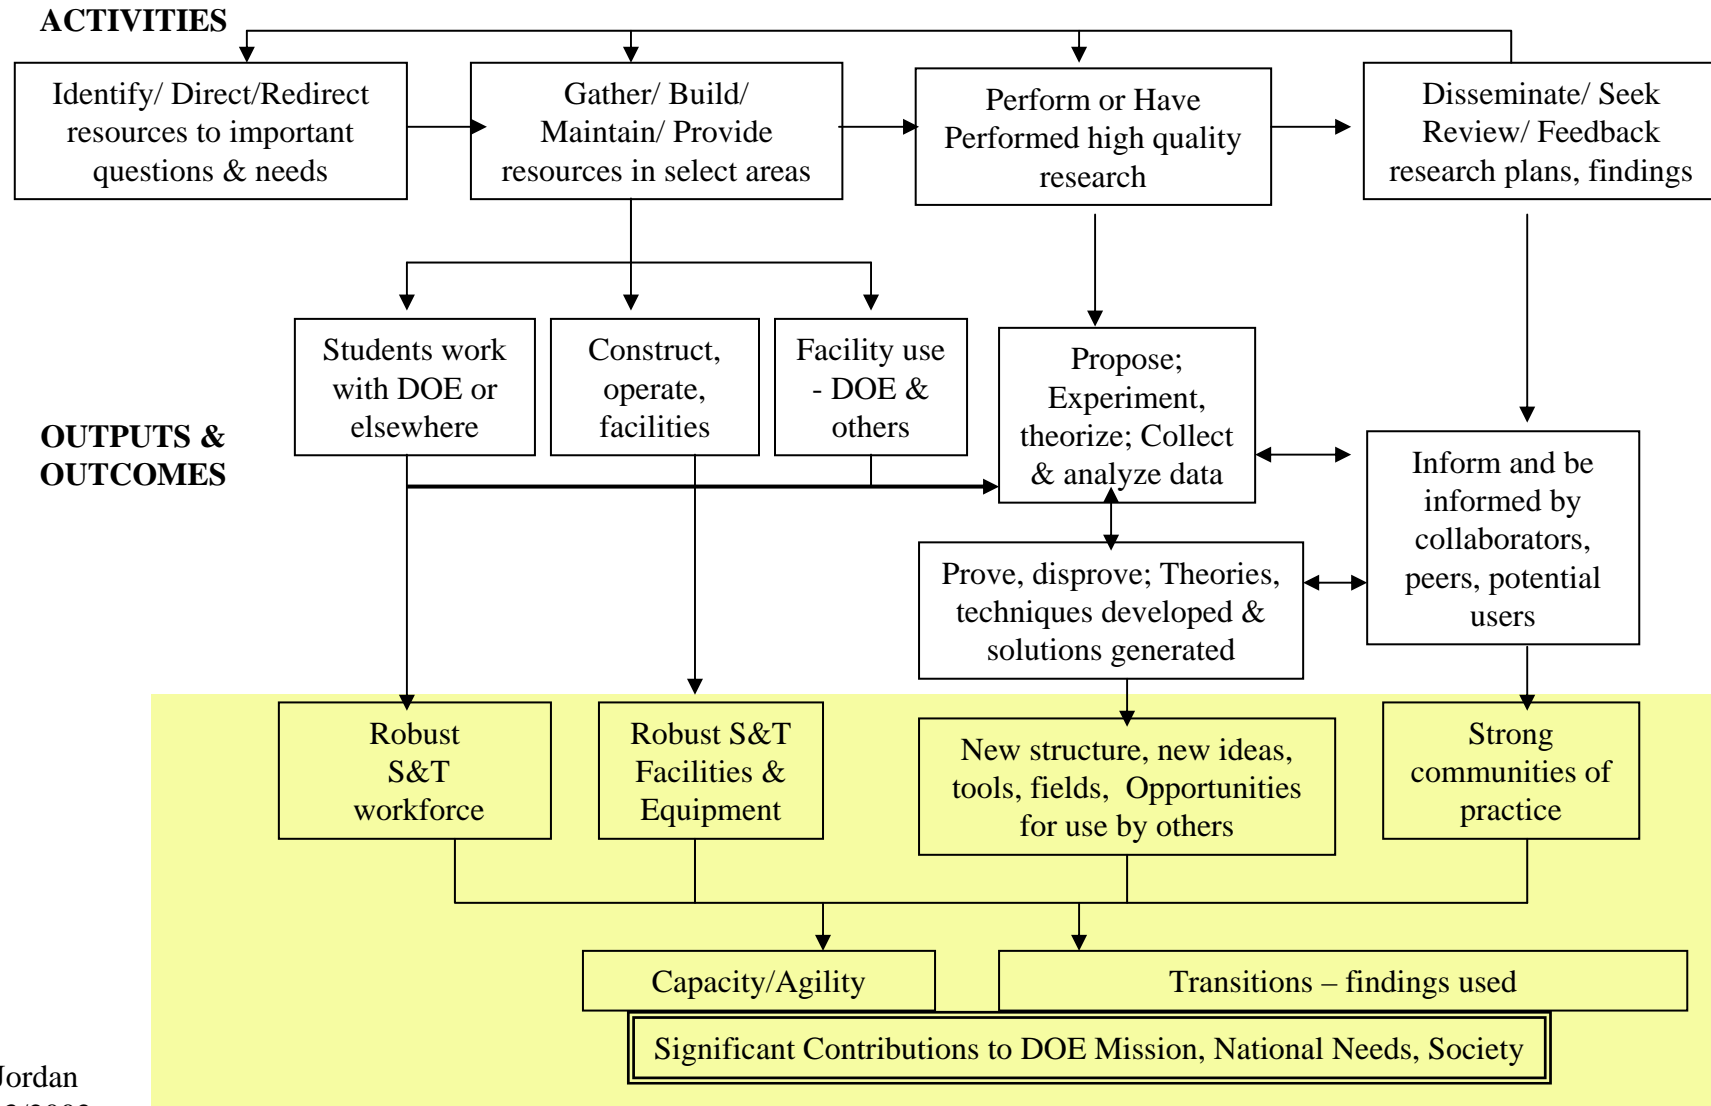 ACTIVITIES
Identify/ Direct/Redirect
resources to important
questions & needs
Gather/ Build/
Maintain/ Provide
resources in select areas
Perform or Have
Performed high quality
research
Disseminate/ Seek
Review/ Feedback
research plans, findings
OUTPUTS &
OUTCOMES
Students work
with DOE or
elsewhere
Construct,
operate,
facilities
Facility use
- DOE &
others
Propose;
Experiment,
theorize; Collect
& analyze data
Inform and be
informed by
collaborators,
peers, potential
users
Prove, disprove; Theories,
techniques developed &
solutions generated
Robust
S&T
workforce
Robust S&T
Facilities &
Equipment
New structure, new ideas,
tools, fields, Opportunities
for use by others
Strong
communities of
practice
Capacity/Agility
Transitions – findings used
Significant Contributions to DOE Mission, National Needs, Society
Jordan